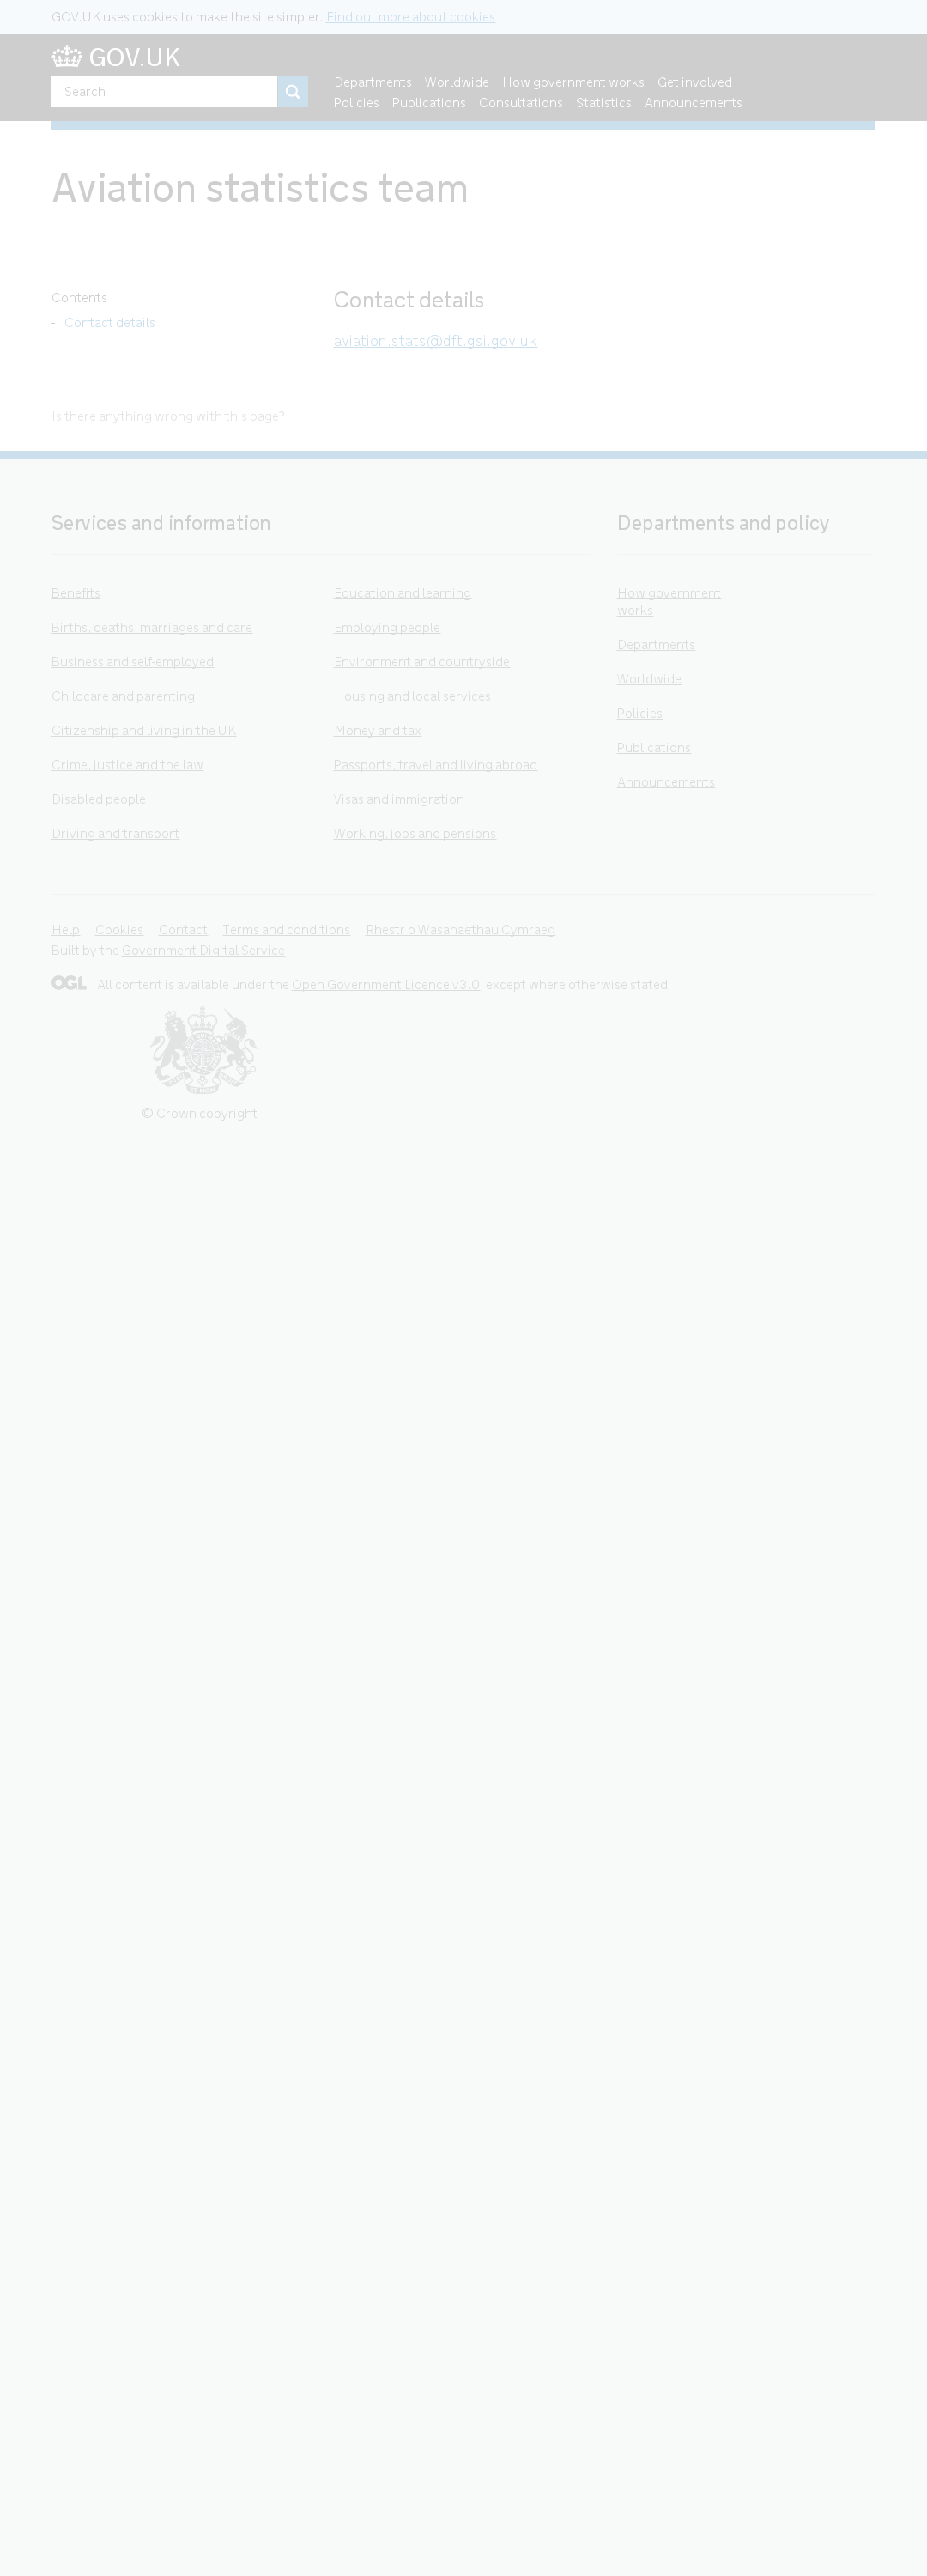 GOV.UK uses cookies to make the site simpler. Find out more about cookies
GOV.UK
Search
Departments Worldwide How government works Get involved
Policies Publications Consultations Statistics Announcements
Aviation statistics team
Contents
- Contact details
Contact details
aviation.stats@dft.gsi.gov.uk
Is there anything wrong with this page?
Services and information
Benefits
Births, deaths, marriages and care
Business and self-employed
Childcare and parenting
Citizenship and living in the UK
Crime, justice and the law
Disabled people
Driving and transport
Education and learning
Employing people
Environment and countryside
Housing and local services
Money and tax
Passports, travel and living abroad
Visas and immigration
Working, jobs and pensions
Departments and policy
How government
works
Departments
Worldwide
Policies
Publications
Announcements
Help Cookies Contact Terms and conditions Rhestr o Wasanaethau Cymraeg
Built by the Government Digital Service
OGL All content is available under the Open Government Licence v3.0, except where otherwise stated
© Crown copyright